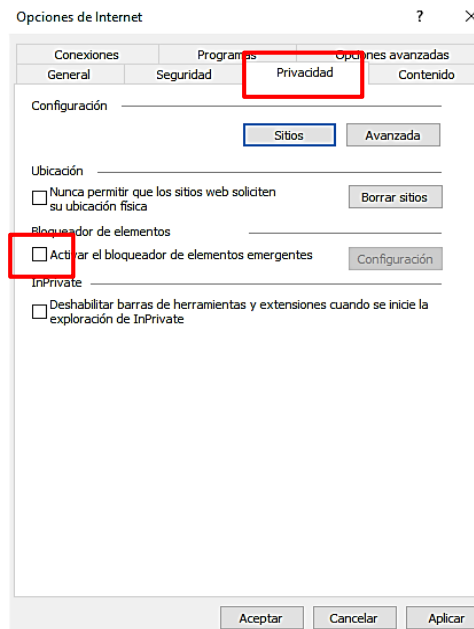 Opciones de Internet ? ×
Conexiones Programas Opciones avanzadas
General Seguridad Privacidad Contenido
Configuración
Sitios Avanzada
Ubicación
Nunca permitir que los sitios web soliciten
su ubicación física
Borrar sitios
Bloqueador de elementos
Activar el bloqueador de elementos emergentes
Configuración
InPrivate
Deshabilitar barras de herramientas y extensiones cuando se inicie la
exploración de InPrivate
Aceptar Cancelar Aplicar